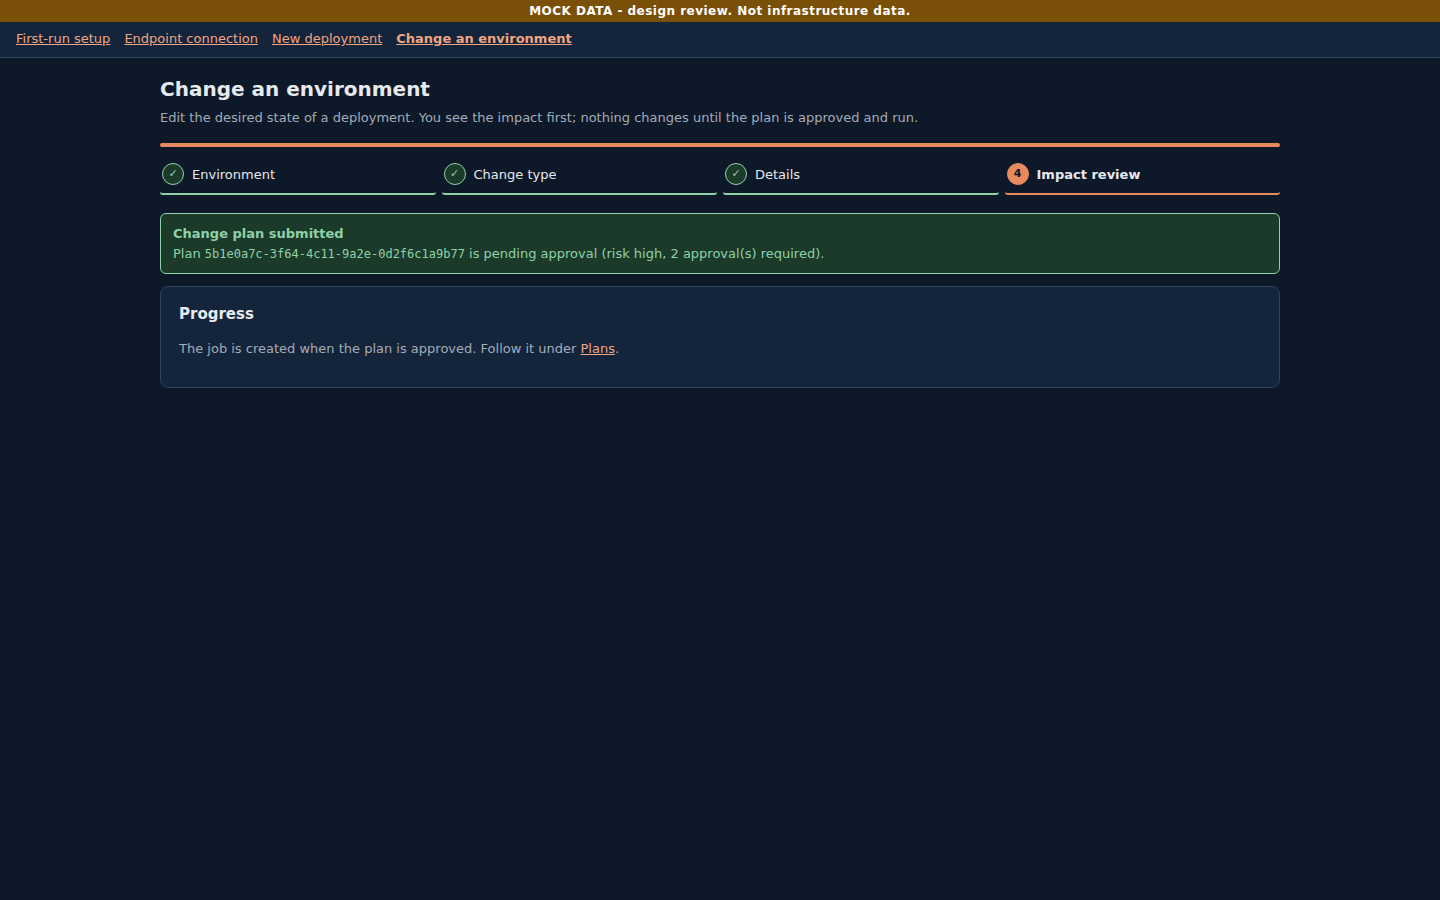 MOCK DATA - design review. Not infrastructure data.
First-run setup Endpoint connection New deployment Change an environment
Change an environment
Edit the desired state of a deployment. You see the impact first; nothing changes until the plan is approved and run.
✓ Environment ✓ Change type ✓ Details 4 Impact review
Change plan submitted
Plan 5b1e0a7c-3f64-4c11-9a2e-0d2f6c1a9b77 is pending approval (risk high, 2 approval(s) required).
Progress
The job is created when the plan is approved. Follow it under Plans.